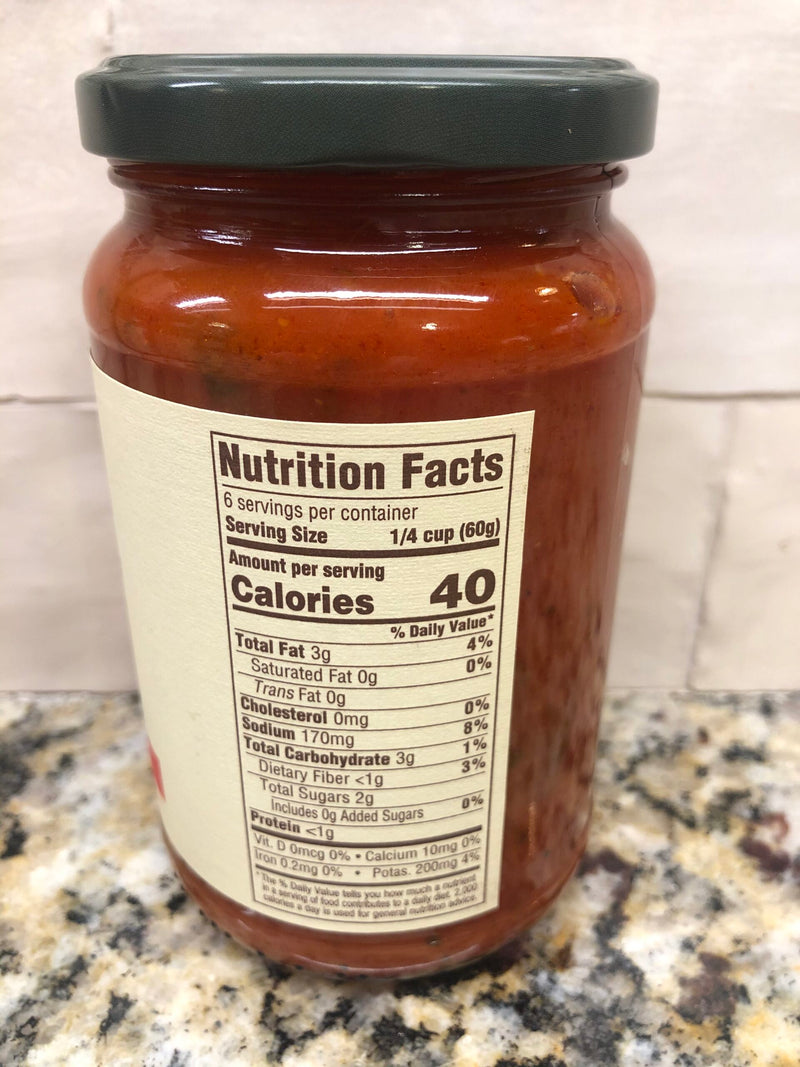 Nutrition Facts
6 servings per container
Serving Size 1/4 cup (60g)
Amount per serving
Calories 40
% Daily Value*
Total Fat 3g 4%
Saturated Fat 0g 0%
Trans Fat 0g
Cholesterol 0mg 0%
Sodium 170mg 8%
Total Carbohydrate 3g 1%
Dietary Fiber <1g 3%
Total Sugars 2g
Includes 0g Added Sugars 0%
Protein <1g
Vit. D 0mcg 0% • Calcium 10mg 0%
Iron 0.2mg 0% • Potas. 200mg 4%
*The % Daily Value tells you how much a nutrient
in a serving of food contributes to a daily diet. 2,000
calories a day is used for general nutrition advice.